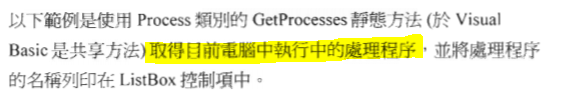 以下範例是使用 Process 類別的 GetProcesses 靜態方法 (於 Visual
Basic 是共享方法) 取得目前電腦中執行中的處理程序，並將處理程序
的名稱列印在 ListBox 控制項中。